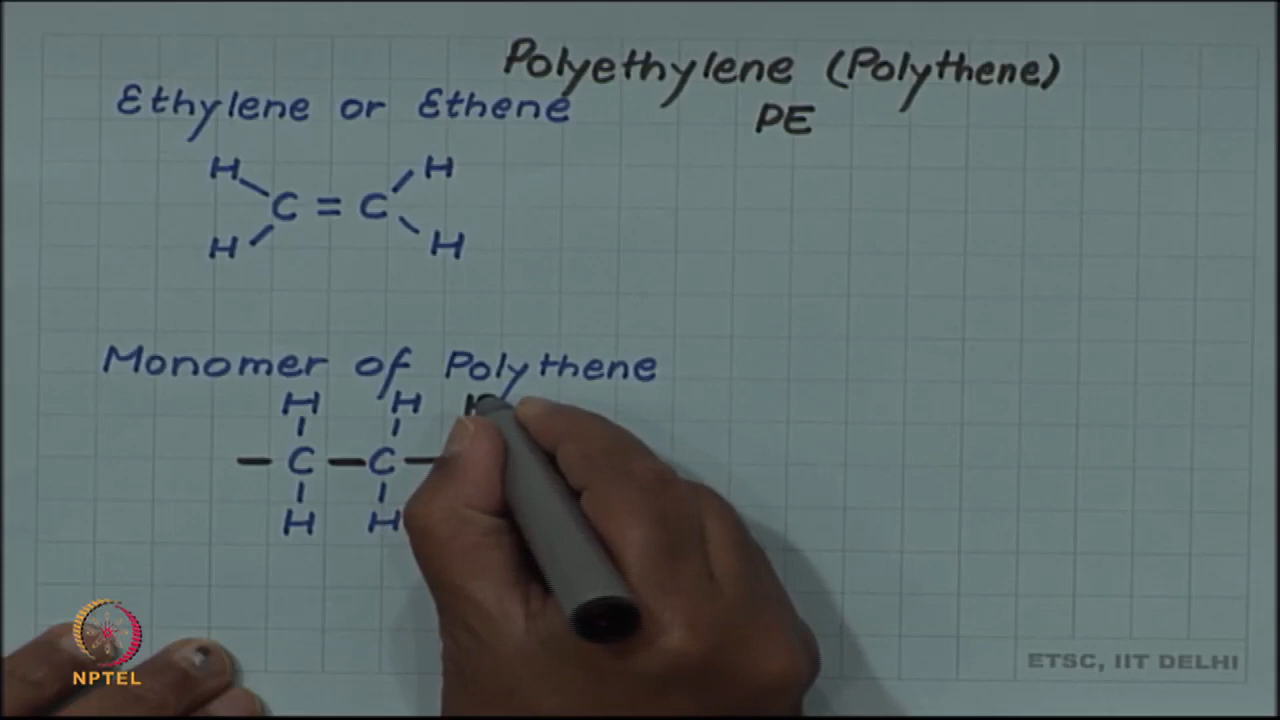 Polyethylene (Polythene)
PE
Ethylene or Ethene
H H
C = C
H H
Monomer of Polythene
H H
— C — C —
H H
NPTEL
ETSC, IIT DELHI